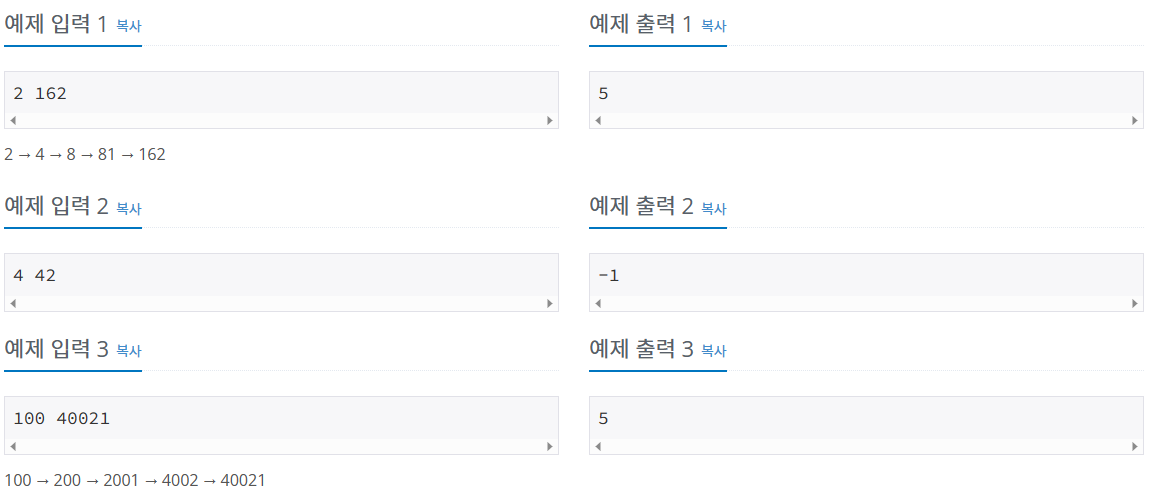 예제 입력 1 복사
예제 출력 1 복사
2 162
5
2 → 4 → 8 → 81 → 162
예제 입력 2 복사
예제 출력 2 복사
4 42
-1
예제 입력 3 복사
예제 출력 3 복사
100 40021
5
100 → 200 → 2001 → 4002 → 40021